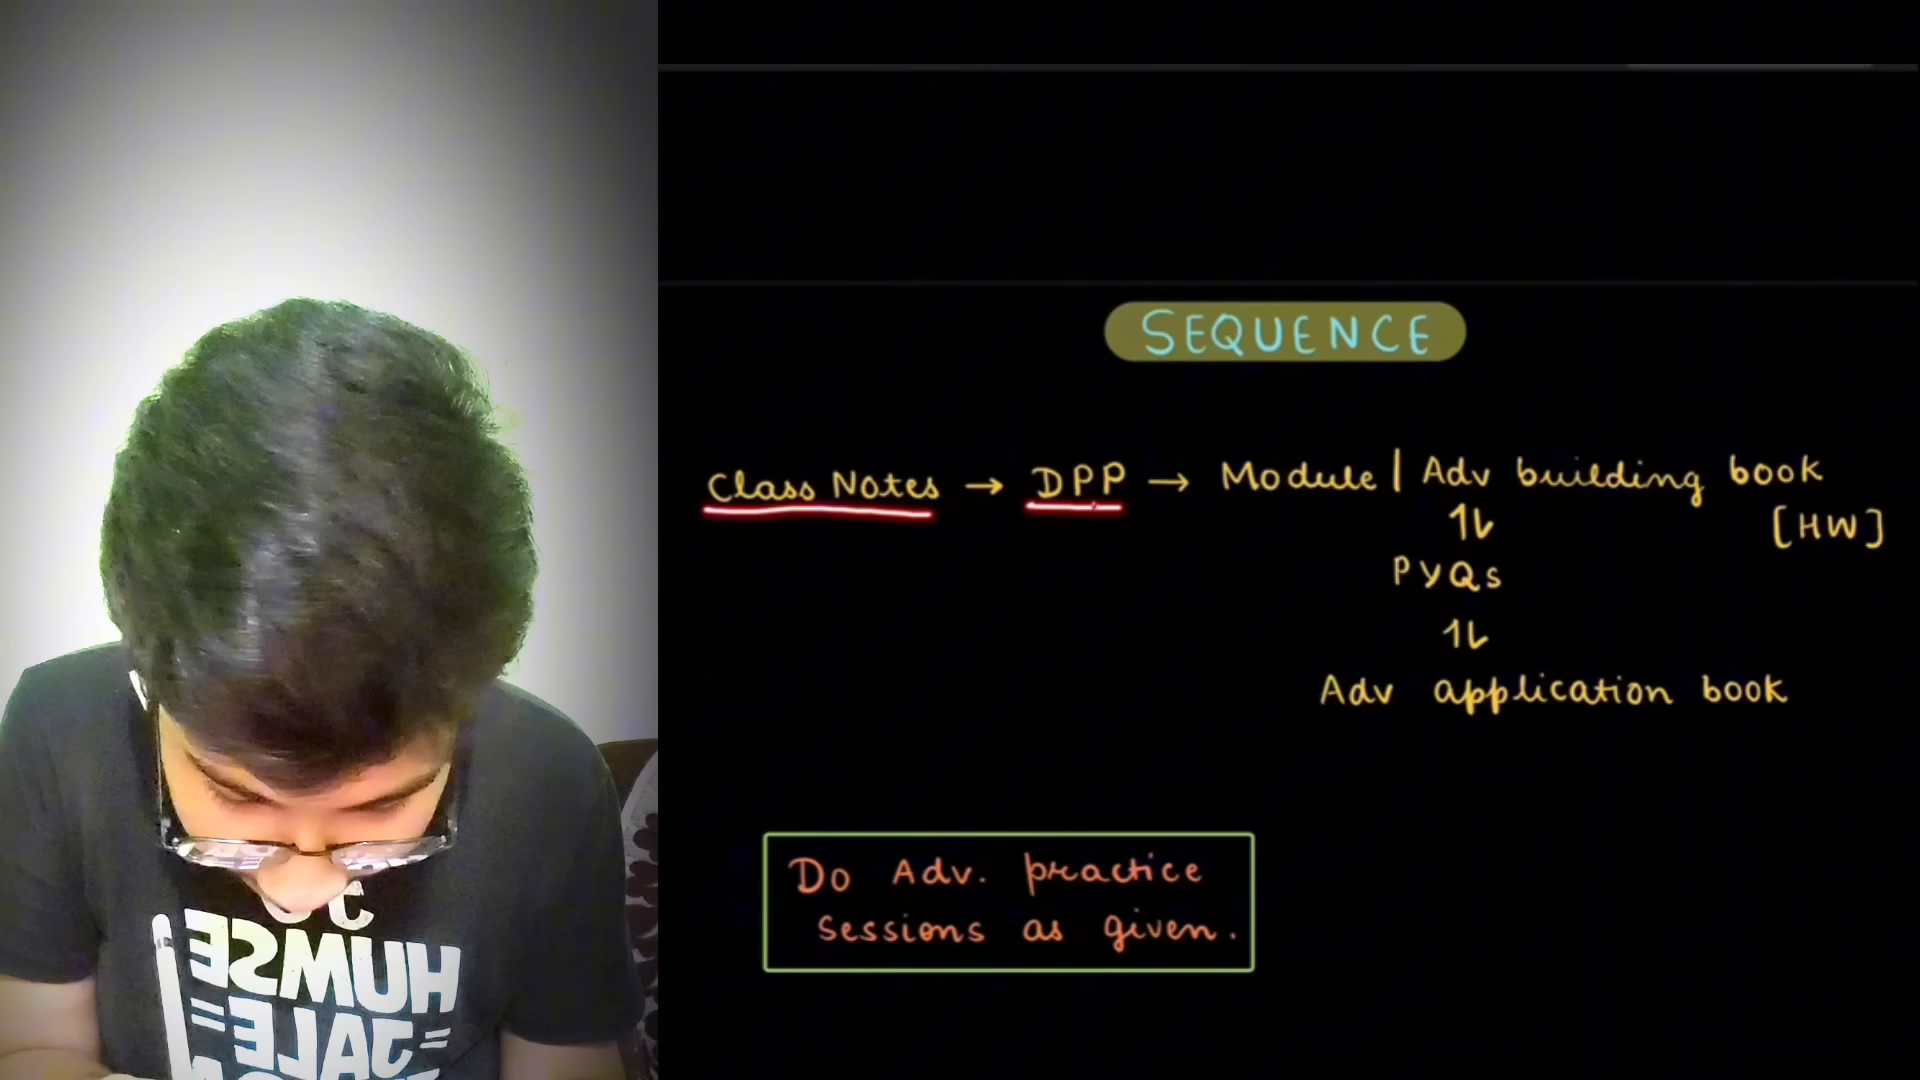 SEQUENCE
Class Notes → DPP → Module | Adv building book
[HW]
PYQs
Adv application book
Do Adv. practice
sessions as given.
HUMSE
= JALE =